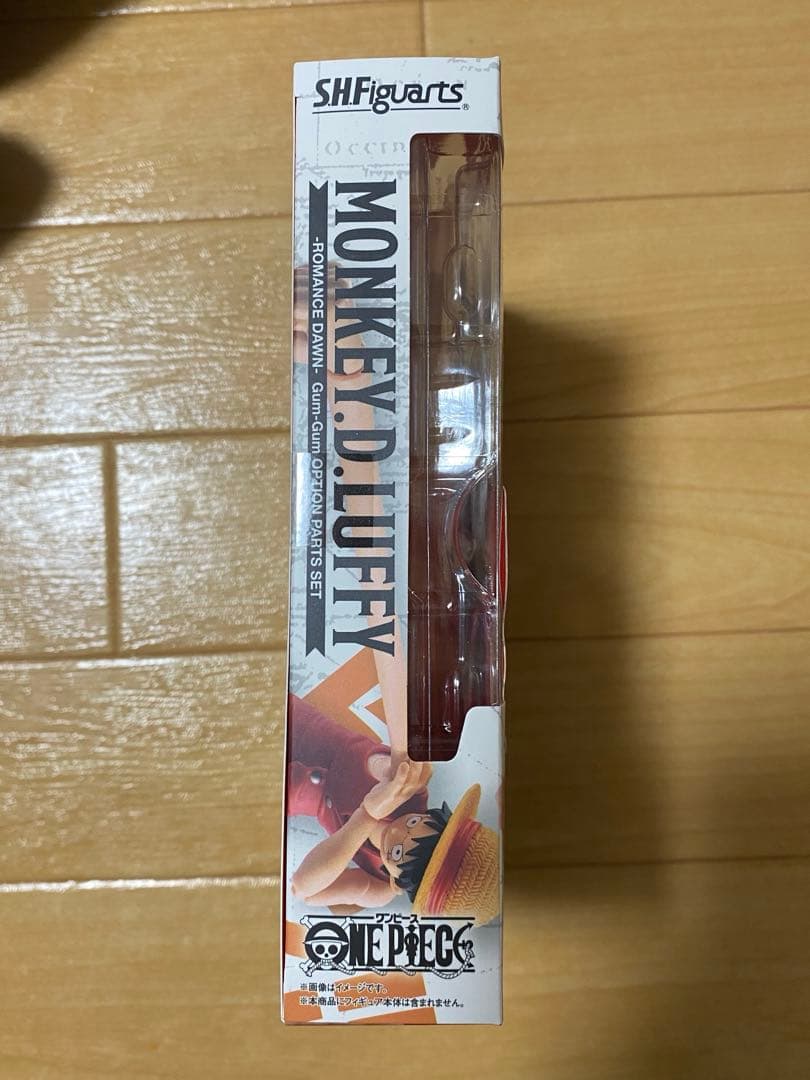 S.H.Figuarts®
OCCID
MONKEY.D.LUFFY
-ROMANCE DAWN- Gum-Gum OPTION PARTS SET
ワンピース
ONE PIECE
※画像はイメージです。
※本商品にフィギュア本体は含まれません。